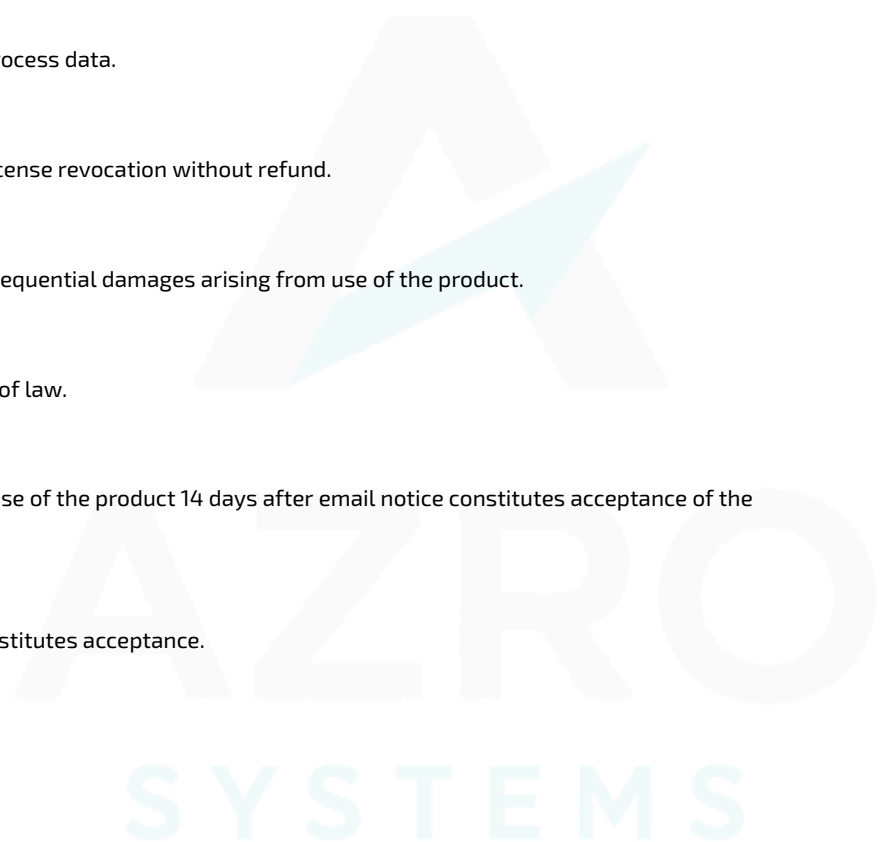 ocess data.
cense revocation without refund.
equential damages arising from use of the product.
of law.
se of the product 14 days after email notice constitutes acceptance of the
stitutes acceptance.
AZRO
SYSTEMS